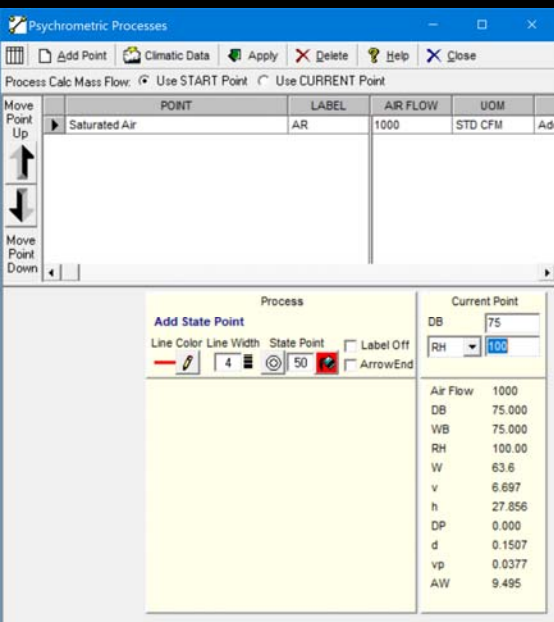 Psychrometric Processes
Add Point Climatic Data Apply Delete Help Close
Process Calc Mass Flow: Use START Point Use CURRENT Point
Move Point Up
POINT LABEL AIR FLOW UOM
Saturated Air AR 1000 STD CFM Ad
Move Point Down
Process
Add State Point
Line Color Line Width State Point Label Off
4 50 ArrowEnd
Current Point
DB 75
RH 100
Air Flow 1000
DB 75.000
WB 75.000
RH 100.00
W 63.6
v 6.697
h 27.856
DP 0.000
d 0.1507
vp 0.0377
AW 9.495